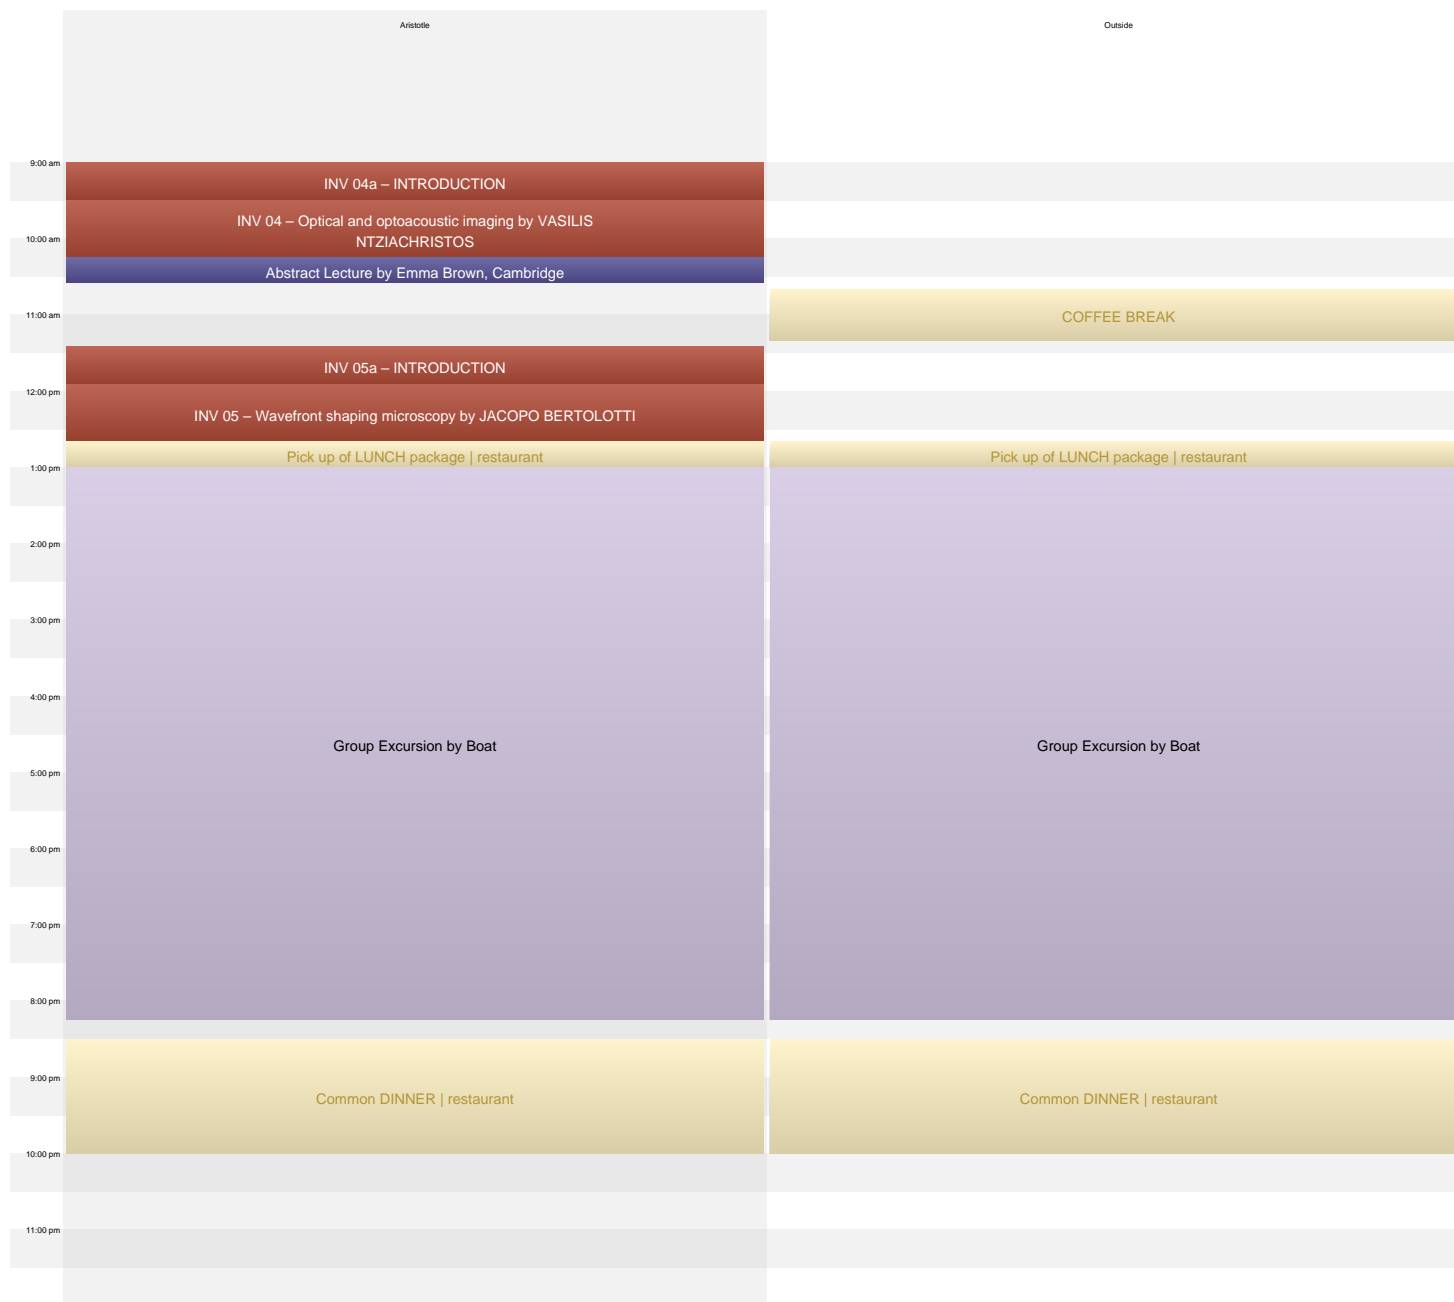 Aristotle
Outside
9:00 am
INV 04a – INTRODUCTION
INV 04 – Optical and optoacoustic imaging by VASILIS
NTZIACHRISTOS
10:00 am
Abstract Lecture by Emma Brown, Cambridge
11:00 am
COFFEE BREAK
INV 05a – INTRODUCTION
12:00 pm
INV 05 – Wavefront shaping microscopy by JACOPO BERTOLOTTI
Pick up of LUNCH package | restaurant
Pick up of LUNCH package | restaurant
1:00 pm
2:00 pm
3:00 pm
4:00 pm
Group Excursion by Boat
Group Excursion by Boat
5:00 pm
6:00 pm
7:00 pm
8:00 pm
9:00 pm
Common DINNER | restaurant
Common DINNER | restaurant
10:00 pm
11:00 pm